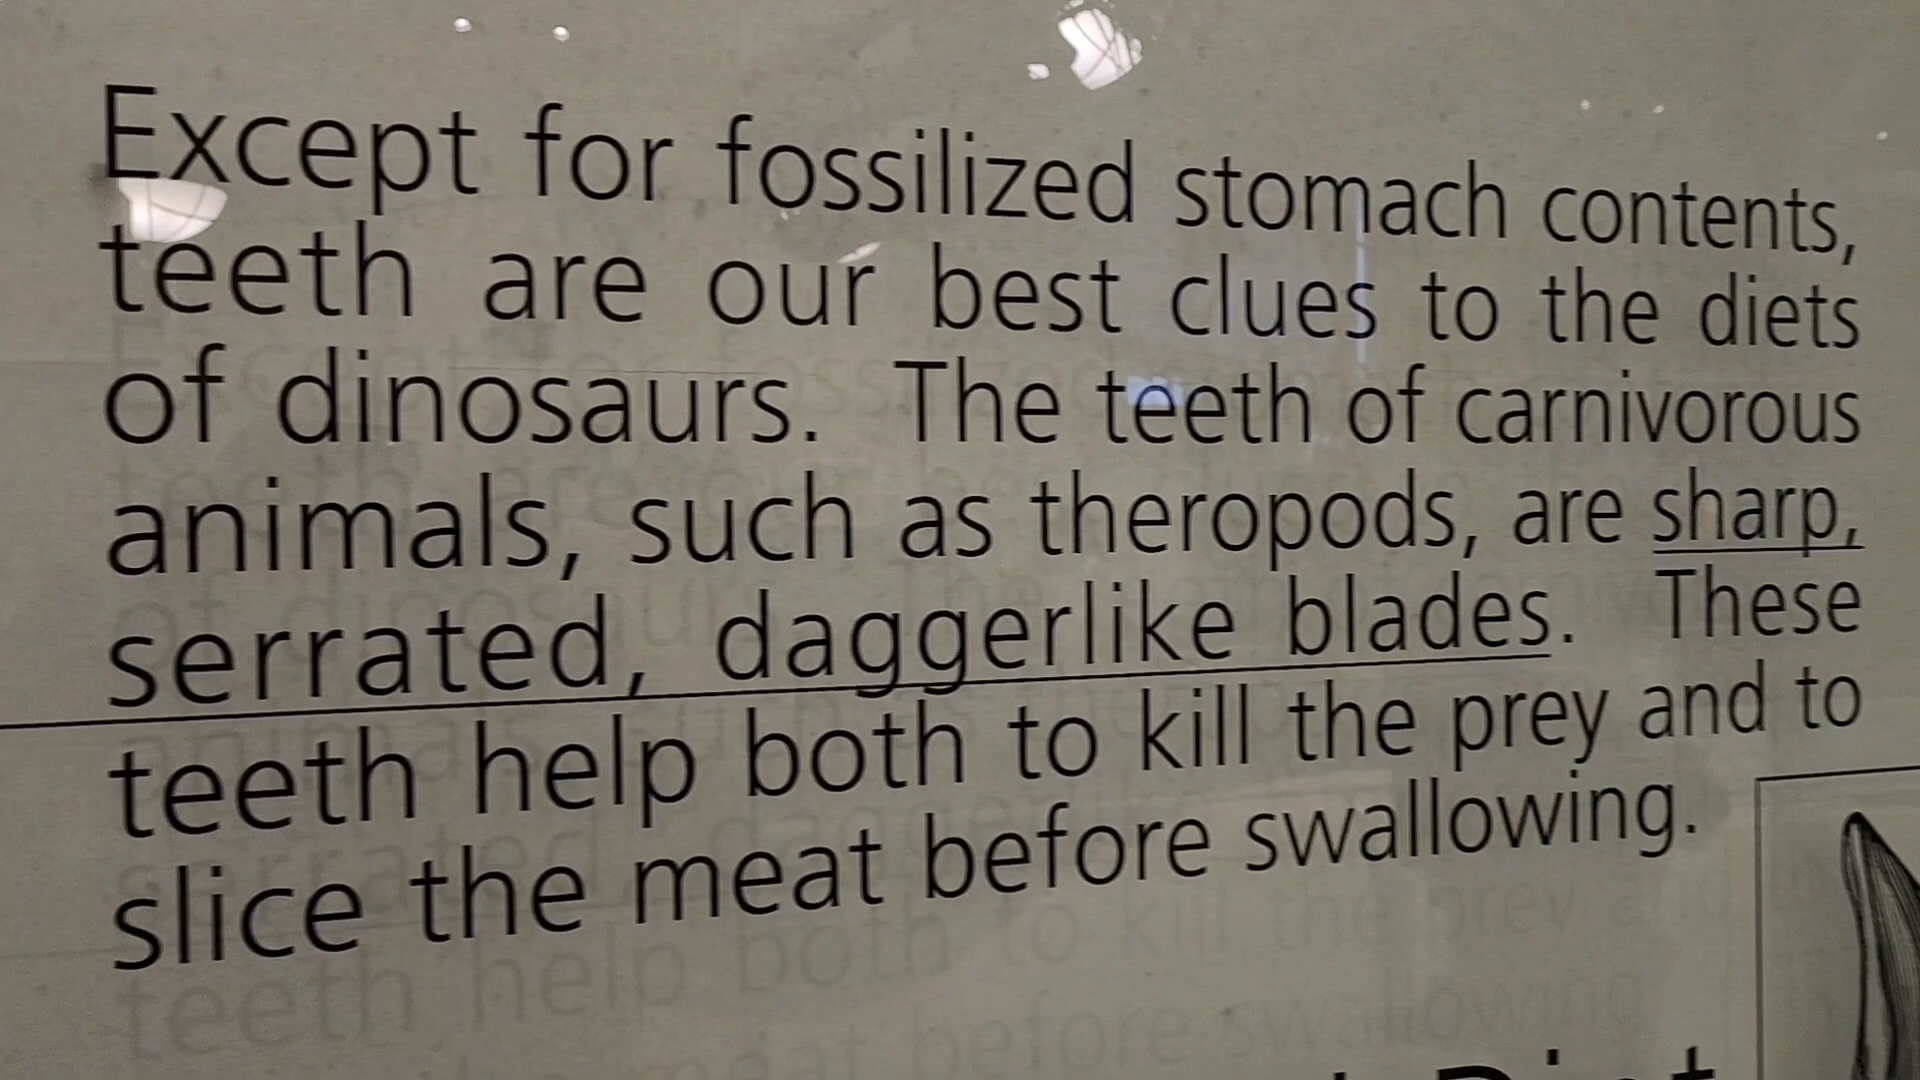 Except for fossilized stomach contents,
teeth are our best clues to the diets
of dinosaurs. The teeth of carnivorous
animals, such as theropods, are sharp,
serrated, daggerlike blades. These
teeth help both to kill the prey and to
slice the meat before swallowing.